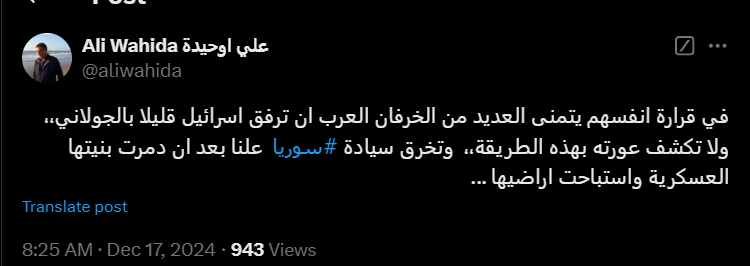 Post
Ali Wahida علي اوحيدة
@aliwahida
في قرارة انفسهم يتمنى العديد من الخرفان العرب ان ترفق اسرائيل قليلا بالجولاني،،
ولا تكشف عورته بهذه الطريقة،، وتخرق سيادة #سوريا علنا بعد ان دمرت بنيتها
العسكرية واستباحت اراضيها ...
Translate post
8:25 AM · Dec 17, 2024 · 943 Views